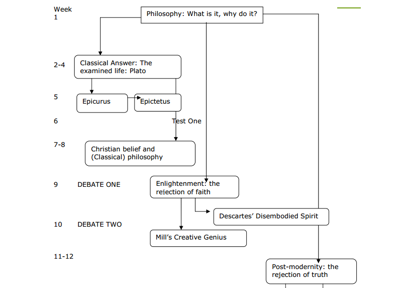 Week
1
Philosophy: What is it, why do it?
2-4
Classical Answer: The
examined life: Plato
5
Epicurus
Epictetus
6
Test One
7-8
Christian belief and
(Classical) philosophy
9
DEBATE ONE
Enlightenment: the
rejection of faith
Descartes' Disembodied Spirit
10
DEBATE TWO
Mill's Creative Genius
11-12
Post-modernity: the
rejection of truth